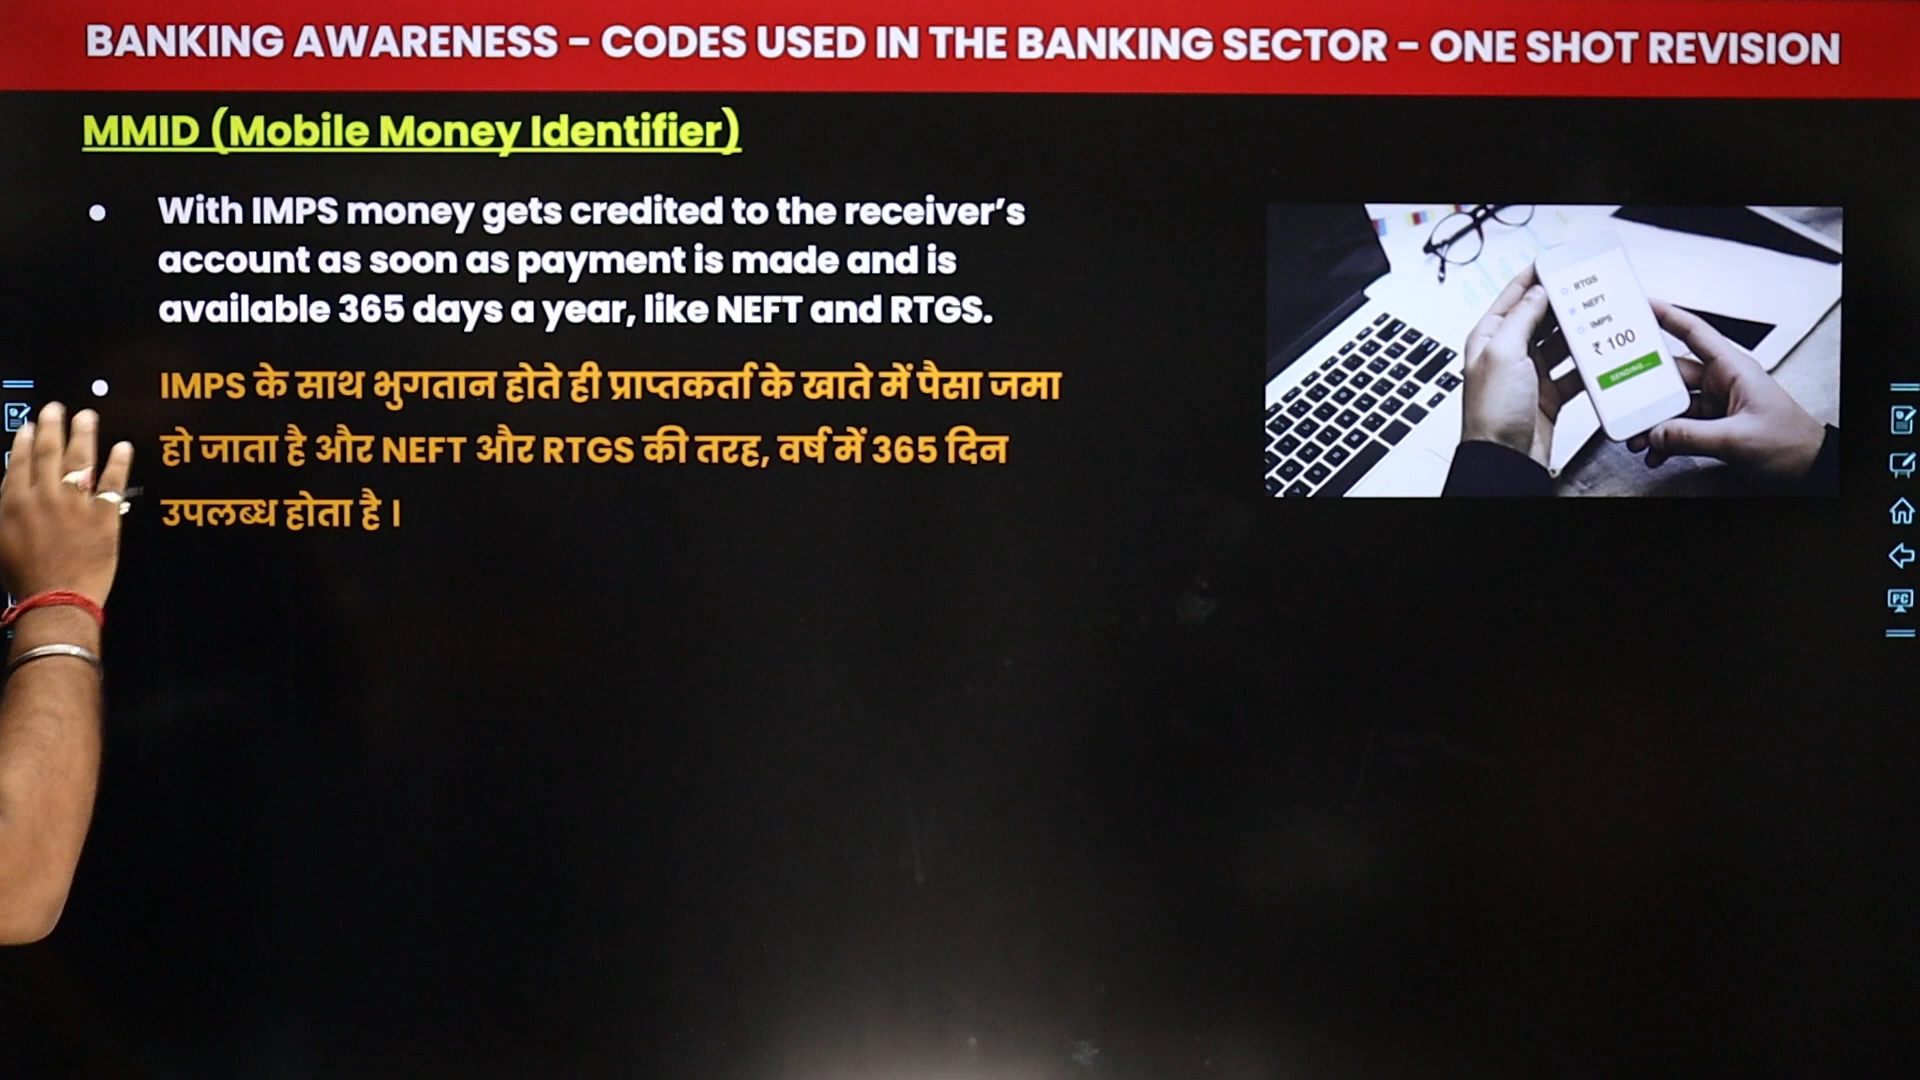 BANKING AWARENESS - CODES USED IN THE BANKING SECTOR - ONE SHOT REVISION
MMID (Mobile Money Identifier)
• With IMPS money gets credited to the receiver's
account as soon as payment is made and is
available 365 days a year, like NEFT and RTGS.
• IMPS के साथ भुगतान होते ही प्राप्तकर्ता के खाते में पैसा जमा
हो जाता है और NEFT और RTGS की तरह, वर्ष में 365 दिन
उपलब्ध होता है ।
RTGS
NEFT
IMPS
₹ 100
SENDING...
PC